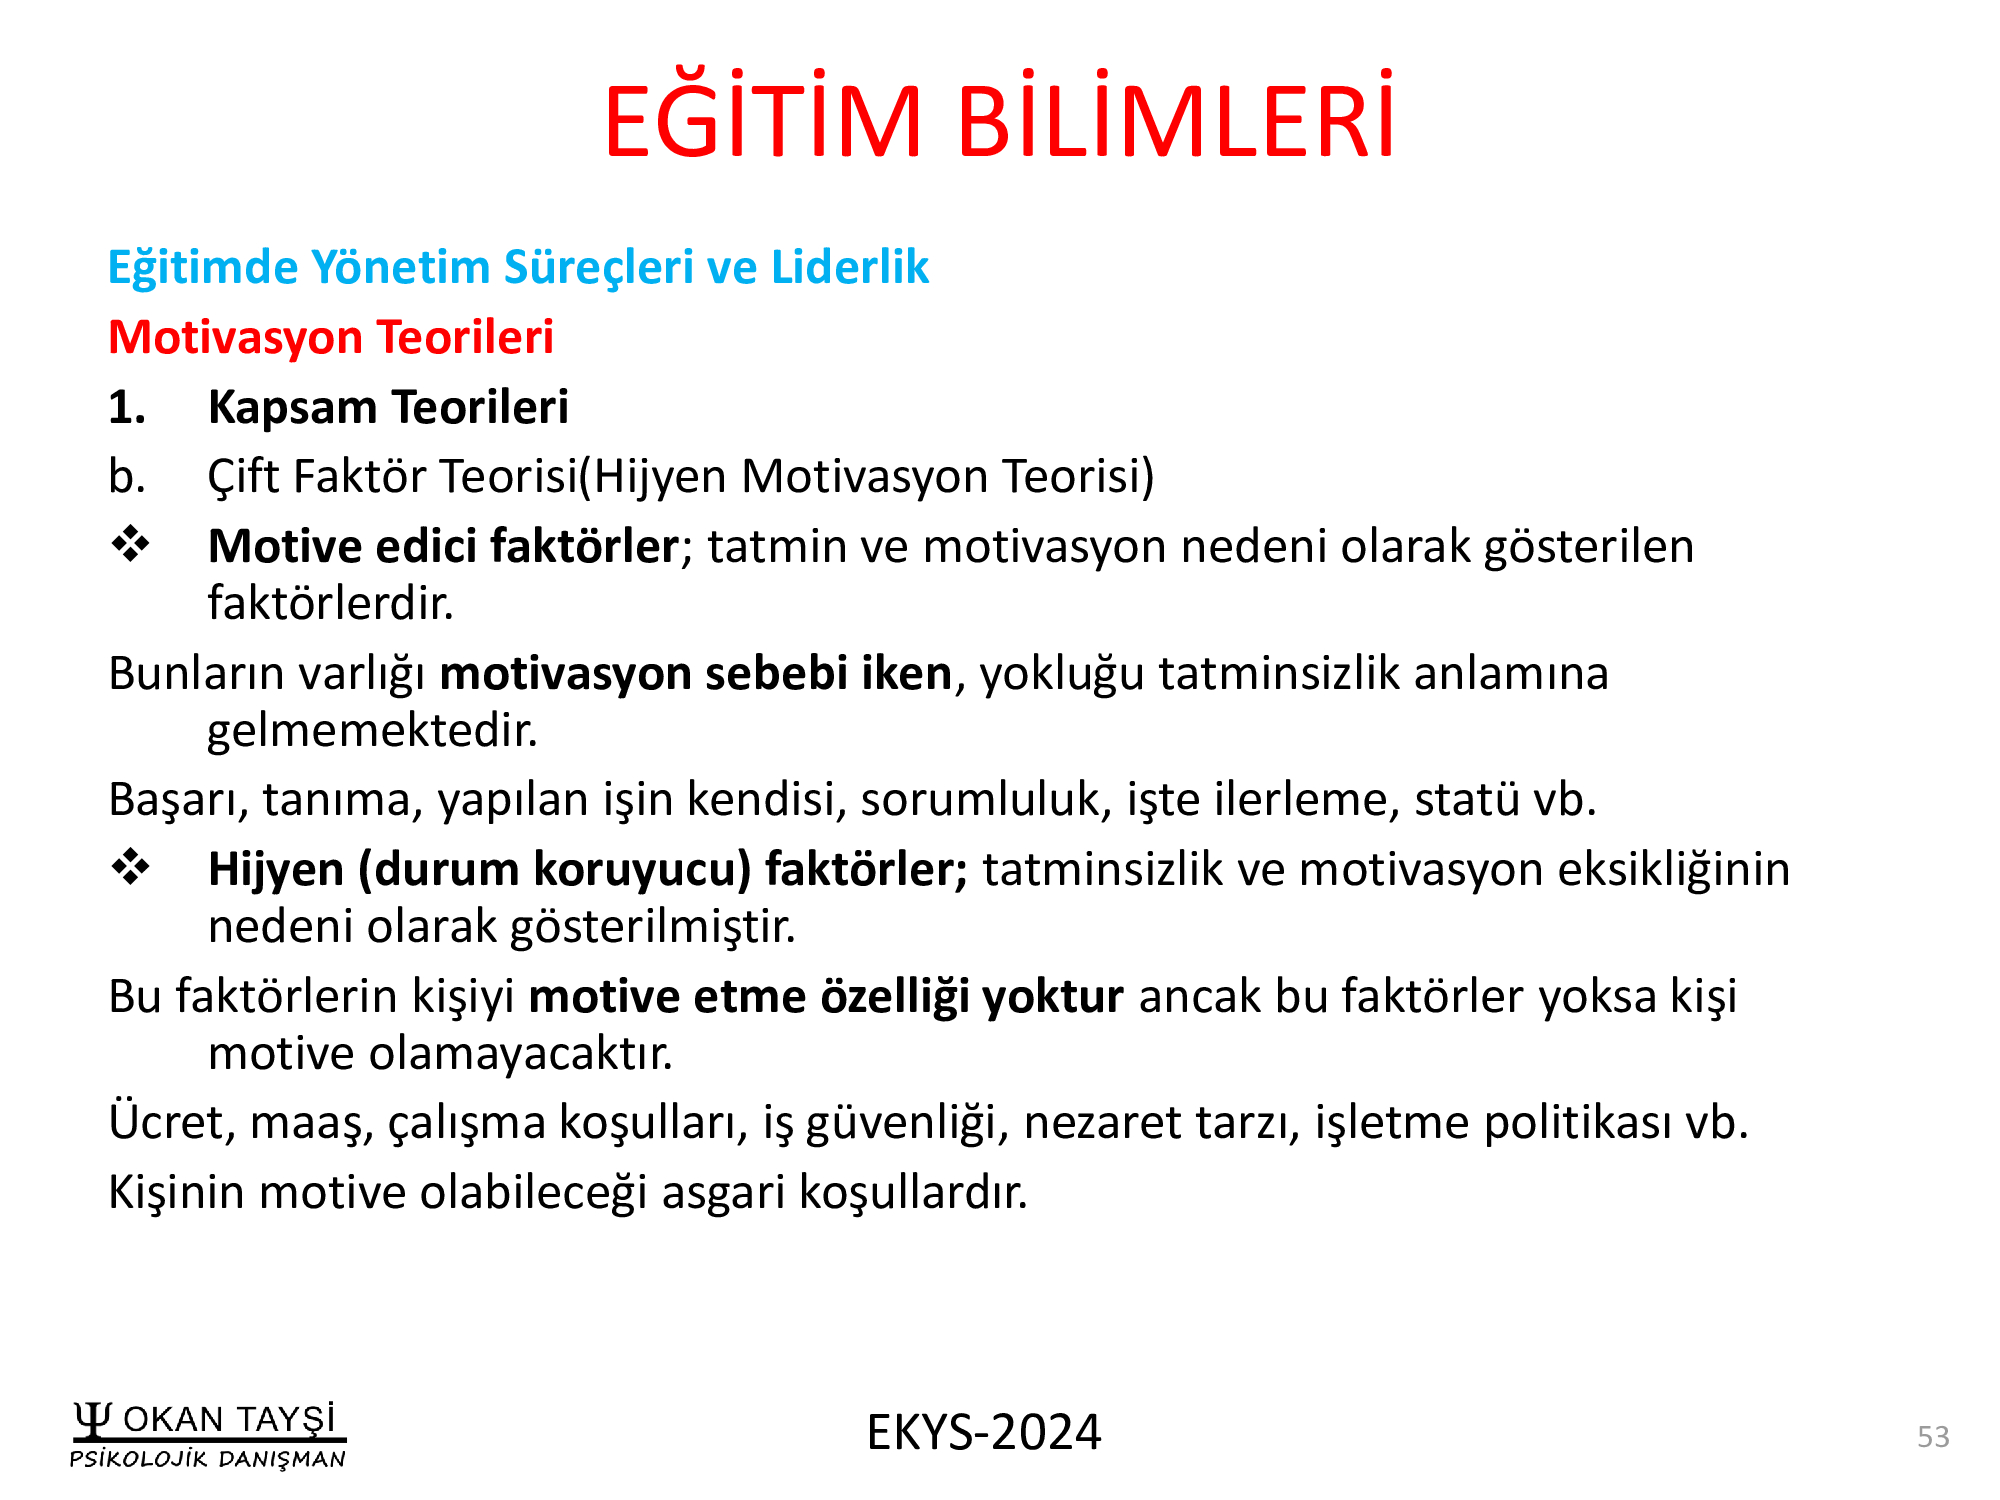 EĞİTİM BİLİMLERİ
Eğitimde Yönetim Süreçleri ve Liderlik
Motivasyon Teorileri
1. Kapsam Teorileri
b. Çift Faktör Teorisi(Hijyen Motivasyon Teorisi)
❖ Motive edici faktörler; tatmin ve motivasyon nedeni olarak gösterilen
faktörlerdir.
Bunların varlığı motivasyon sebebi iken, yokluğu tatminsizlik anlamına
gelmemektedir.
Başarı, tanıma, yapılan işin kendisi, sorumluluk, işte ilerleme, statü vb.
❖ Hijyen (durum koruyucu) faktörler; tatminsizlik ve motivasyon eksikliğinin
nedeni olarak gösterilmiştir.
Bu faktörlerin kişiyi motive etme özelliği yoktur ancak bu faktörler yoksa kişi
motive olamayacaktır.
Ücret, maaş, çalışma koşulları, iş güvenliği, nezaret tarzı, işletme politikası vb.
Kişinin motive olabileceği asgari koşullardır.
Ψ OKAN TAYŞİ
PSİKOLOJİK DANIŞMAN
EKYS-2024
53